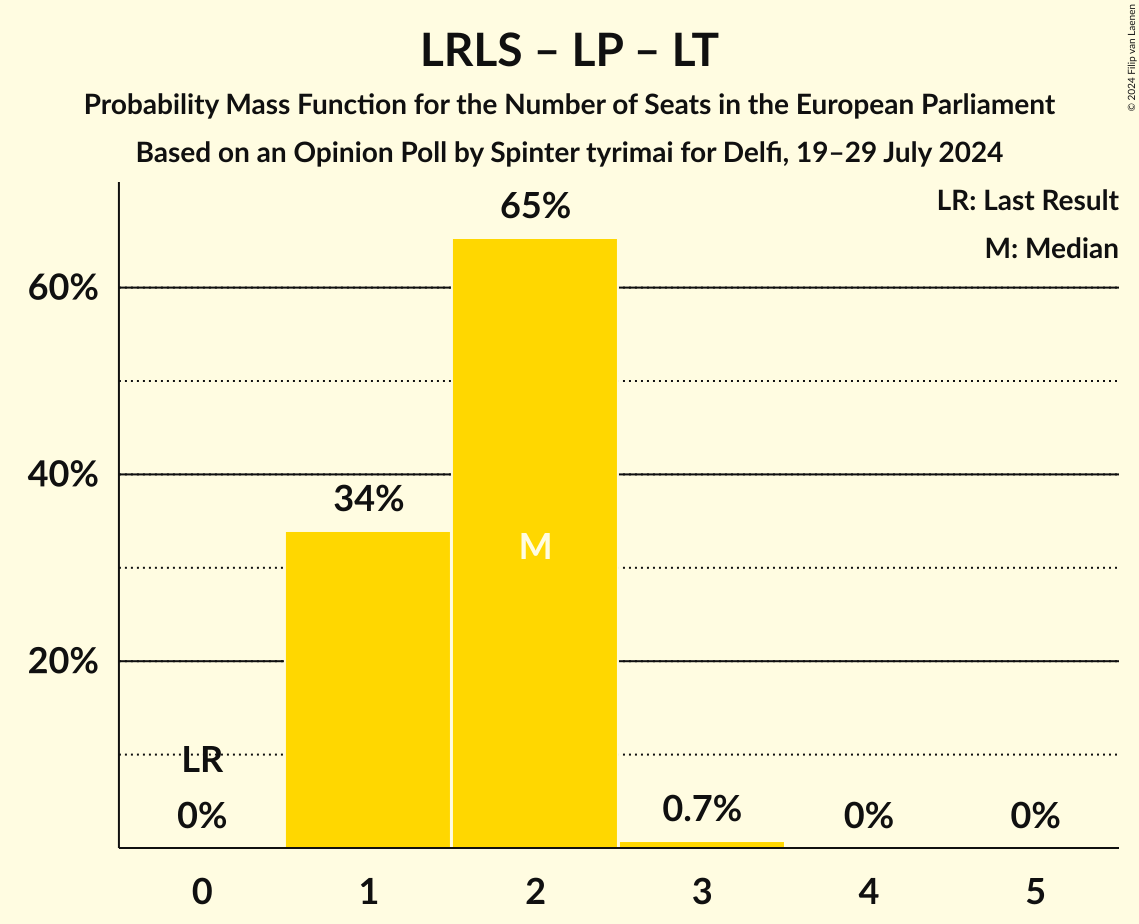 LRLS – LP – LT
Probability Mass Function for the Number of Seats in the European Parliament
Based on an Opinion Poll by Spinter tyrimai for Delfi, 19–29 July 2024
© 2024 Filip van Laenen
LR: Last Result
M: Median
65%
60%
40%
34%
M
20%
LR
0%
0.7%
0%
0%
0 1 2 3 4 5